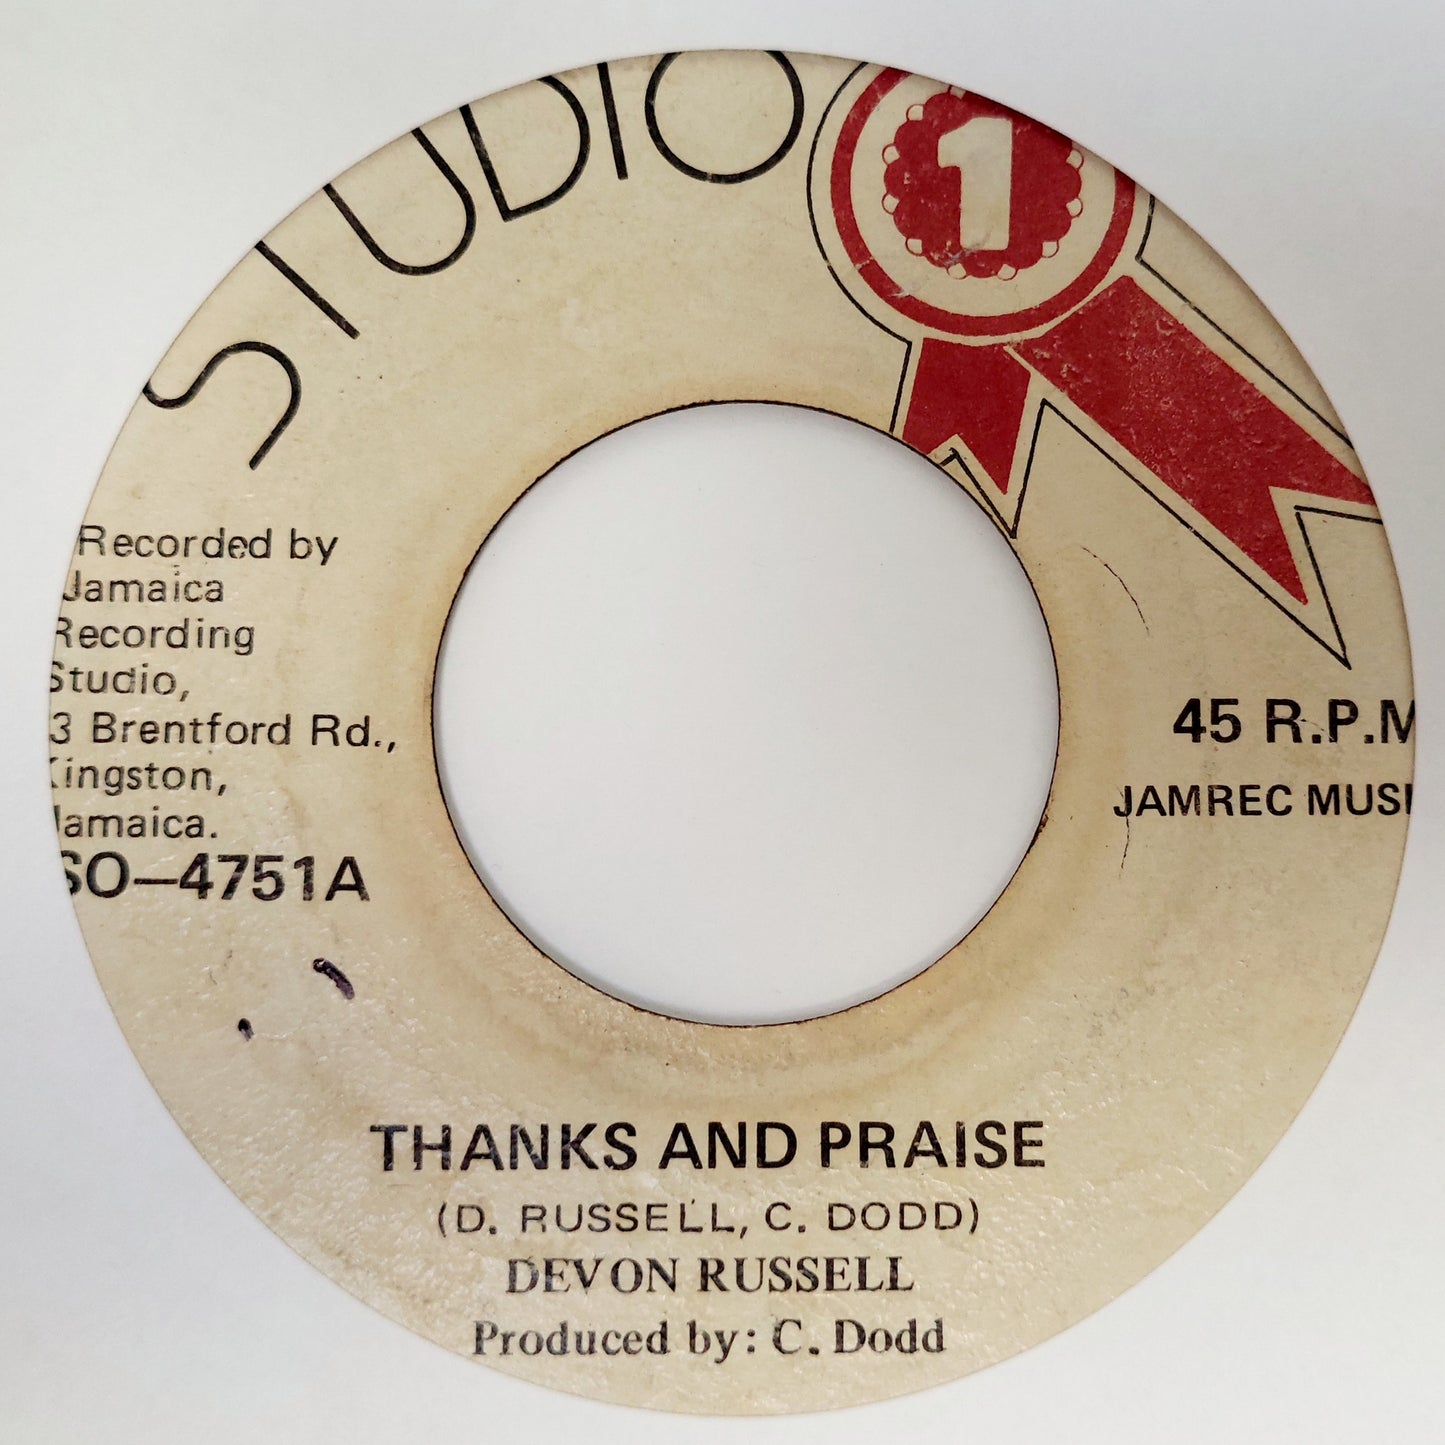 STUDIO 1
Recorded by
Jamaica
Recording
Studio,
3 Brentford Rd.,
Kingston,
Jamaica.
SO—4751A
45 R.P.M
JAMREC MUSI
THANKS AND PRAISE
(D. RUSSELL, C. DODD)
DEVON RUSSELL
Produced by: C. Dodd